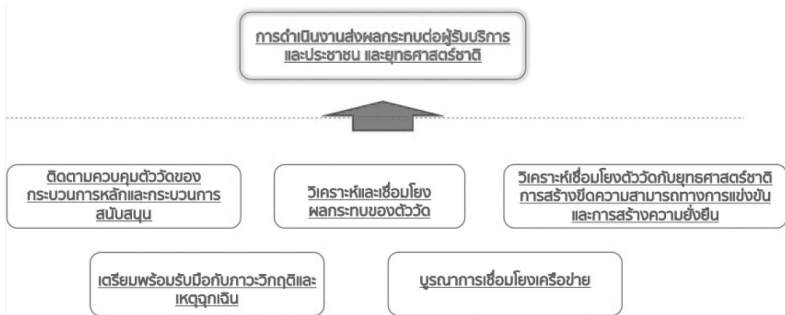 การดำเนินงานส่งผลกระทบต่อผู้รับบริการ
และประชาชน และยุทธศาสตร์ชาติ
ติดตามควบคุมตัววัดของ
กระบวนการหลักและกระบวนการ
สนับสนุน
วิเคราะห์และเชื่อมโยง
ผลกระทบของตัววัด
วิเคราะห์เชื่อมโยงตัววัดกับยุทธศาสตร์ชาติ
การสร้างขีดความสามารถทางการแข่งขัน
และการสร้างความยั่งยืน
เตรียมพร้อมรับมือกับภาวะวิกฤติและ
เหตุฉุกเฉิน
บูรณาการเชื่อมโยงเครือข่าย